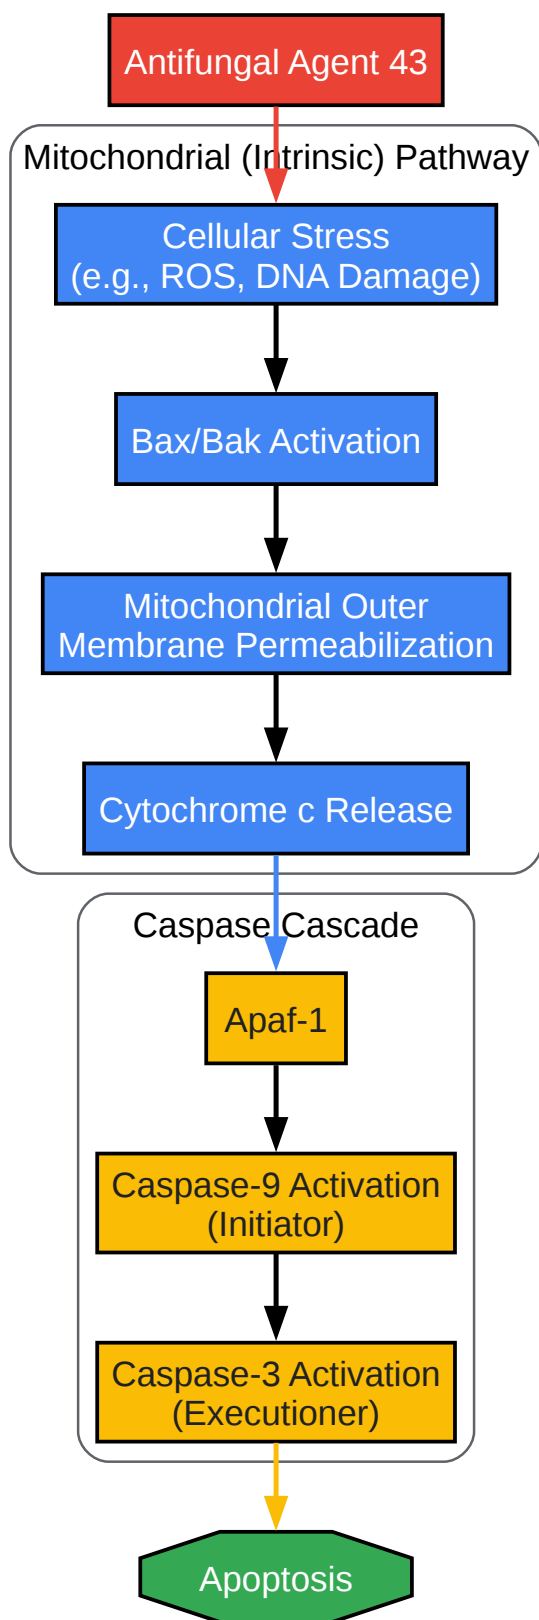 Antifungal Agent 43
Mitochondrial (Intrinsic) Pathway
Cellular Stress
(e.g., ROS, DNA Damage)
Bax/Bak Activation
Mitochondrial Outer
Membrane Permeabilization
Cytochrome c Release
Caspase Cascade
Apaf-1
Caspase-9 Activation
(Initiator)
Caspase-3 Activation
(Executioner)
Apoptosis